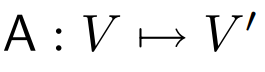 A : V ↦ V′